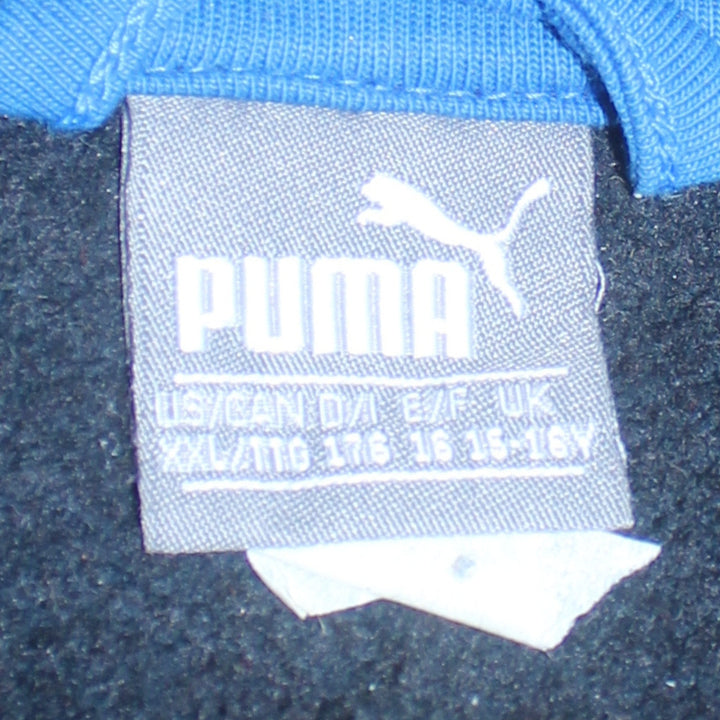 PUMA
US/CAN D/I E/F UK
XXL/TTG 176 16 15-16Y